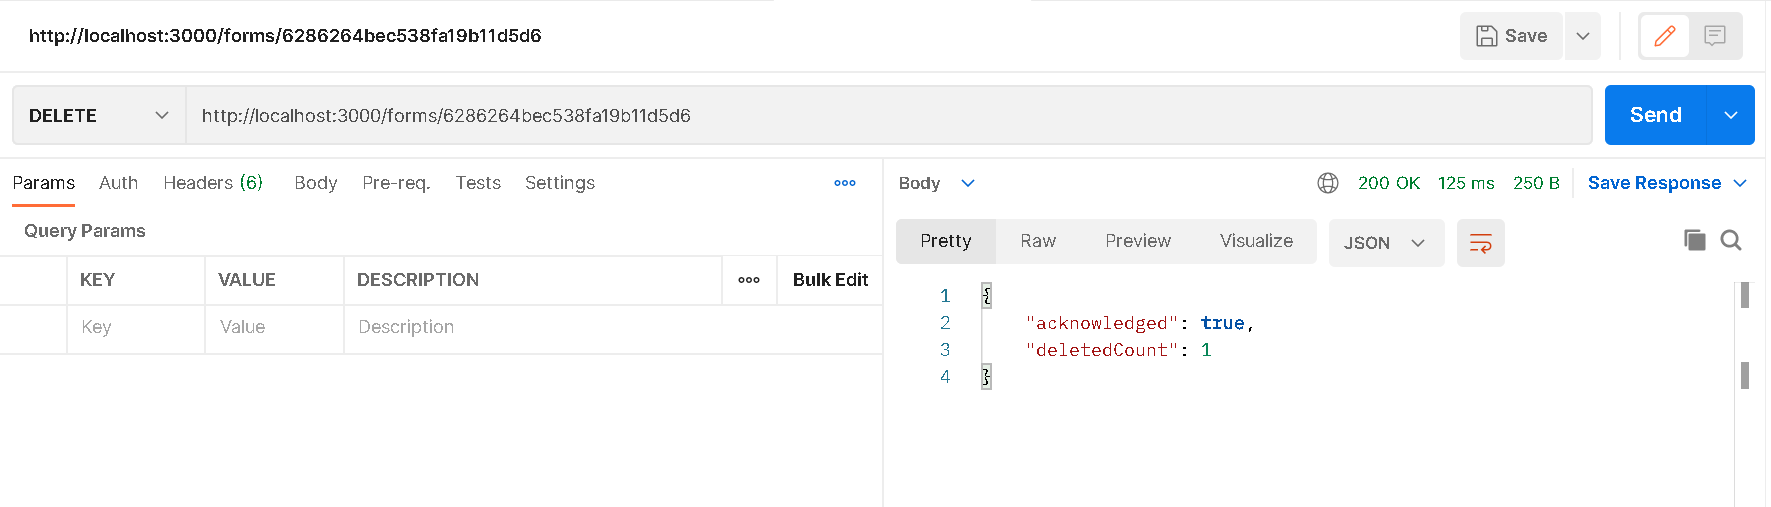 http://localhost:3000/forms/6286264bec538fa19b11d5d6
Save
DELETE
http://localhost:3000/forms/6286264bec538fa19b11d5d6
Send
Params Auth Headers (6) Body Pre-req. Tests Settings
Query Params
KEY VALUE DESCRIPTION Bulk Edit
Key Value Description
Body 200 OK 125 ms 250 B Save Response
Pretty Raw Preview Visualize JSON
1 {
2 "acknowledged": true,
3 "deletedCount": 1
4 }